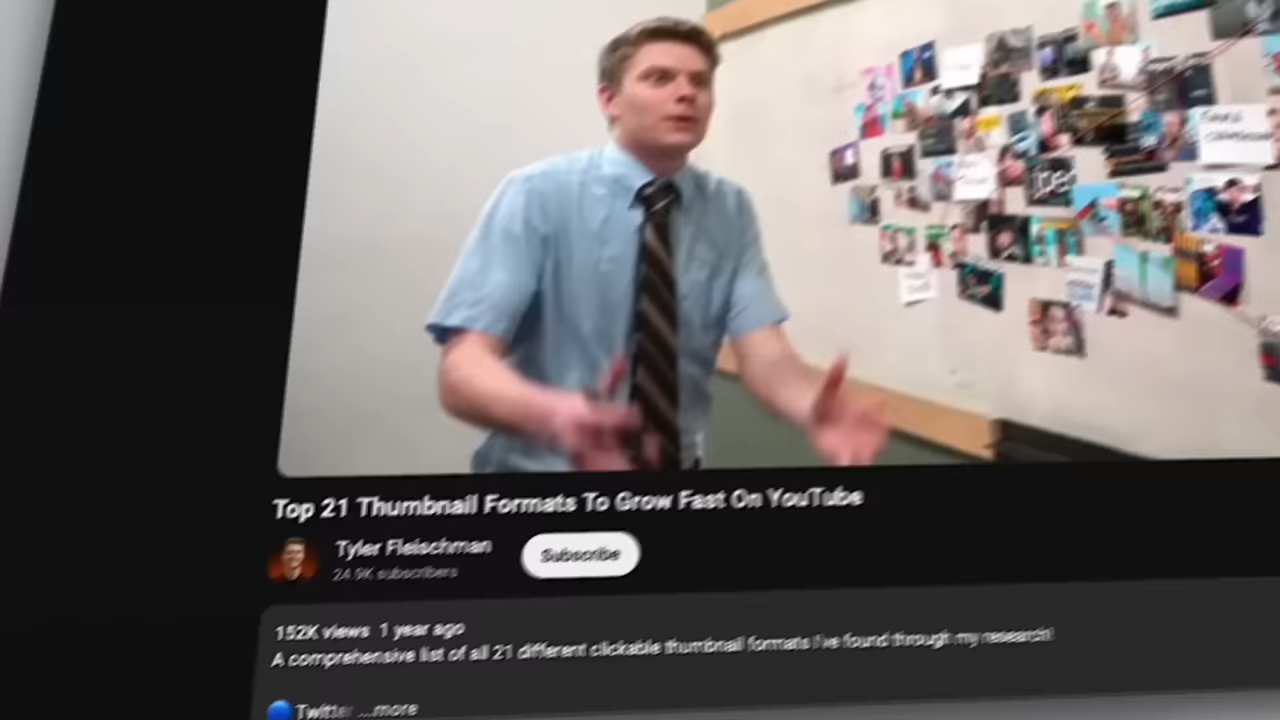 Top 21 Thumbnail Formats To Grow Fast On YouTube
Tyler Fleischman
Subscribe
24.9K subscribers
152K views 1 year ago
A comprehensive list of all 21 different clickable thumbnail formats I've found through my research!
Twitter ...more